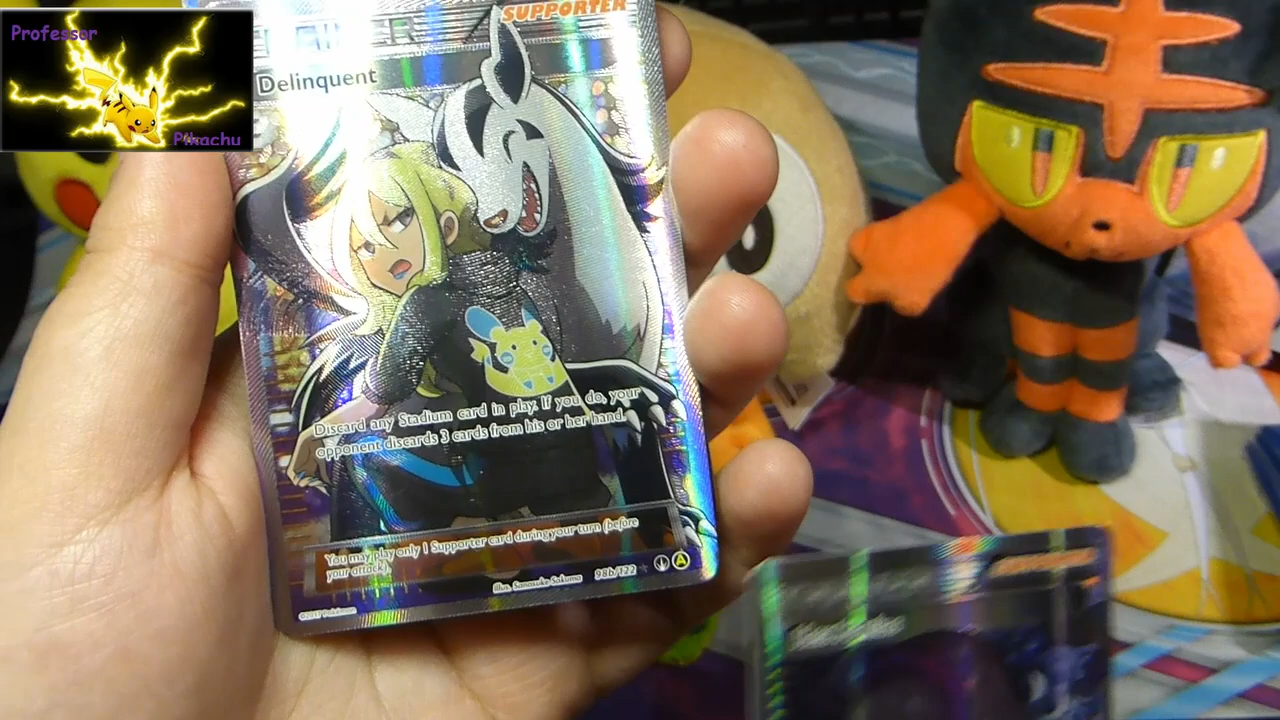 Professor
Pikachu
SUPPORTER
TRAINER
Delinquent
Discard any Stadium card in play. If you do, your
opponent discards 3 cards from his or her hand.
You may play only 1 Supporter card during your turn (before
your attack).
Illus. Sanosuke Sakuma
98b/122
A
©2017 Pokémon